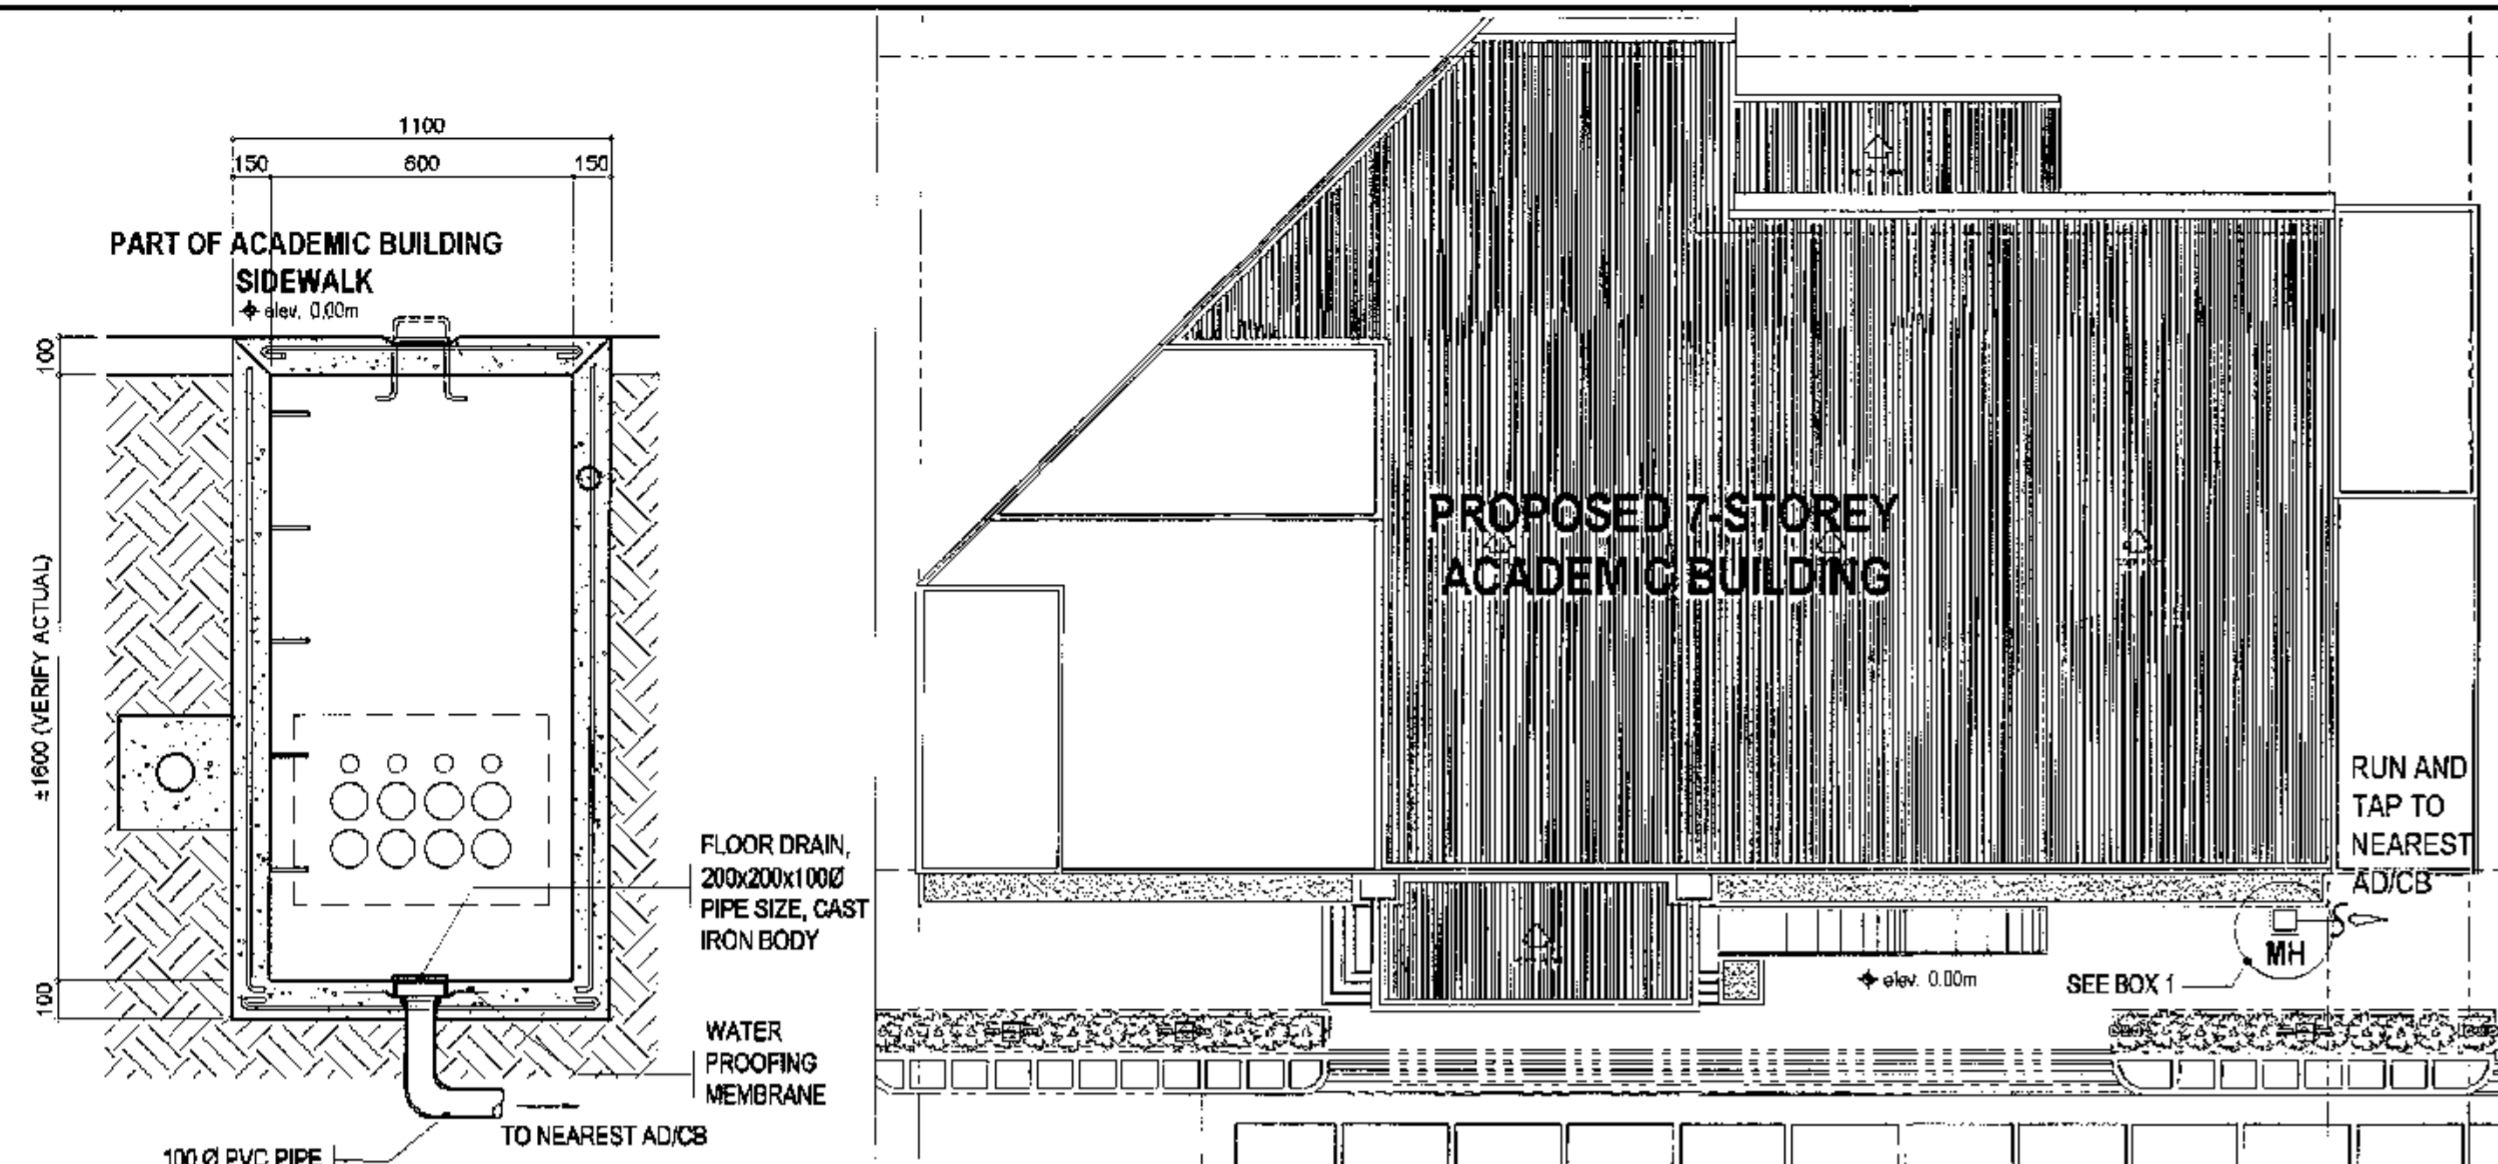 1100
150
800
150
PART OF ACADEMIC BUILDING
SIDEWALK
elev. 0.00m
100
±1600 (VERIFY ACTUAL)
100
FLOOR DRAIN,
200x200x100Ø
PIPE SIZE, CAST
IRON BODY
WATER
PROOFING
MEMBRANE
TO NEAREST AD/CB
100 Ø PVC PIPE
PROPOSED 7-STOREY
ACADEMIC BUILDING
RUN AND
TAP TO
NEAREST
AD/CB
MH
SEE BOX 1
elev. 0.00m